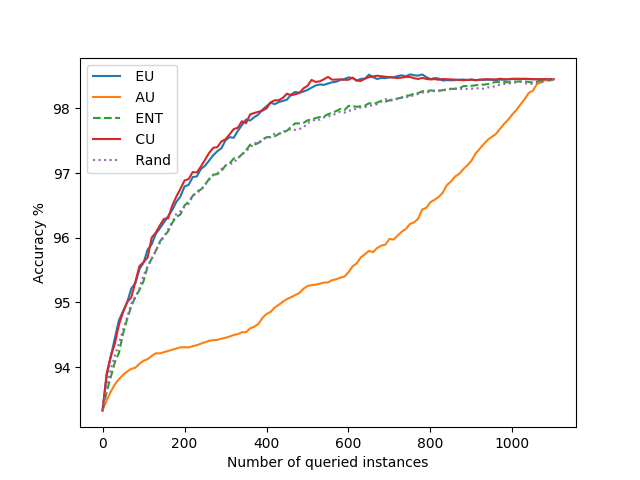 EU
AU
ENT
CU
Rand
98
97
96
95
94
Accuracy %
0 200 400 600 800 1000
Number of queried instances